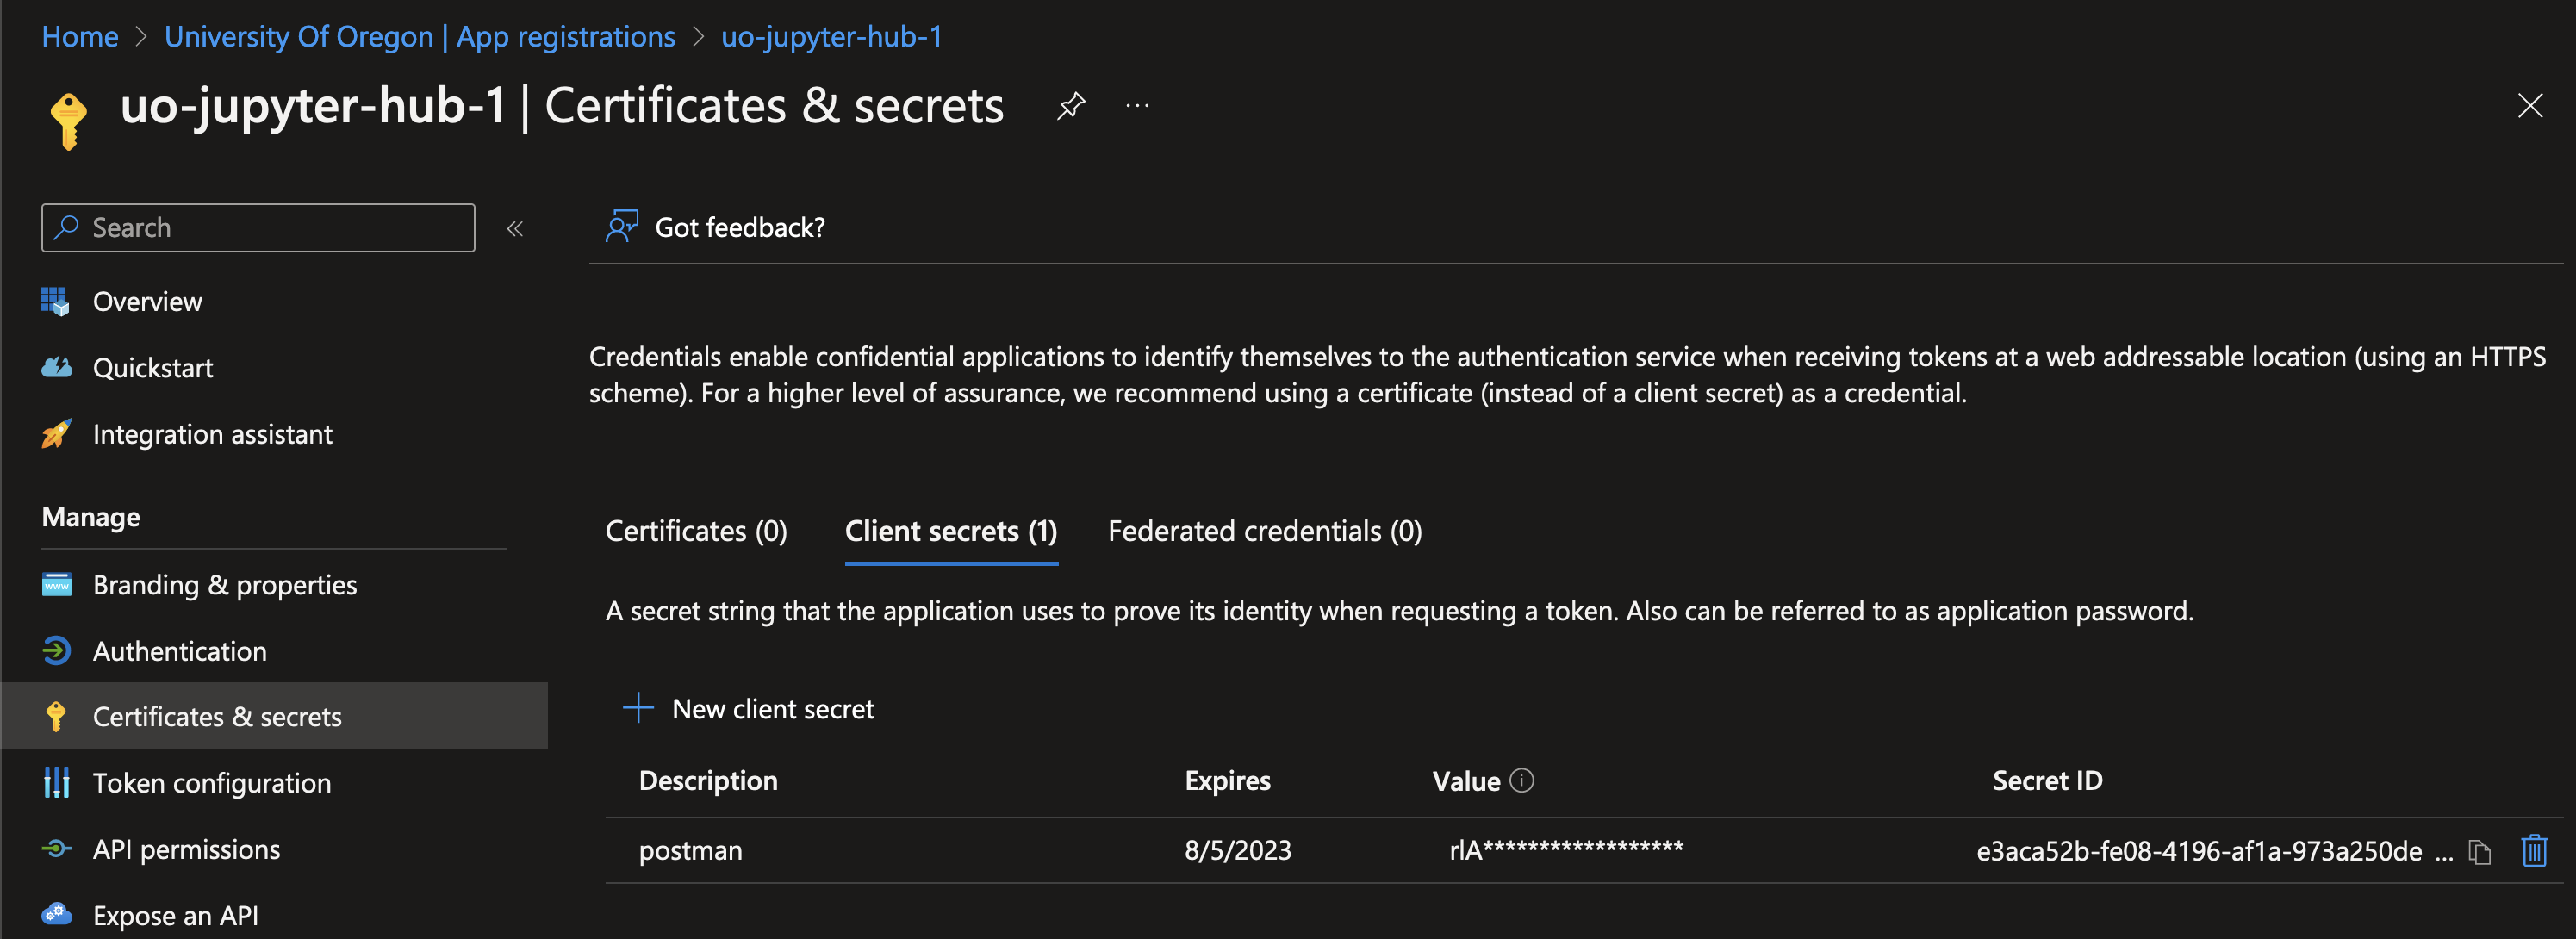 Home > University Of Oregon | App registrations > uo-jupyter-hub-1
uo-jupyter-hub-1 | Certificates & secrets ...
Search
«
Overview
Quickstart
Integration assistant
Manage
Branding & properties
www
Authentication
Certificates & secrets
Token configuration
API permissions
Expose an API
Got feedback?
Credentials enable confidential applications to identify themselves to the authentication service when receiving tokens at a web addressable location (using an HTTPS
scheme). For a higher level of assurance, we recommend using a certificate (instead of a client secret) as a credential.
Certificates (0) Client secrets (1) Federated credentials (0)
A secret string that the application uses to prove its identity when requesting a token. Also can be referred to as application password.
New client secret
Description Expires Value Secret ID
postman 8/5/2023 rlA****************** e3aca52b-fe08-4196-af1a-973a250de ...